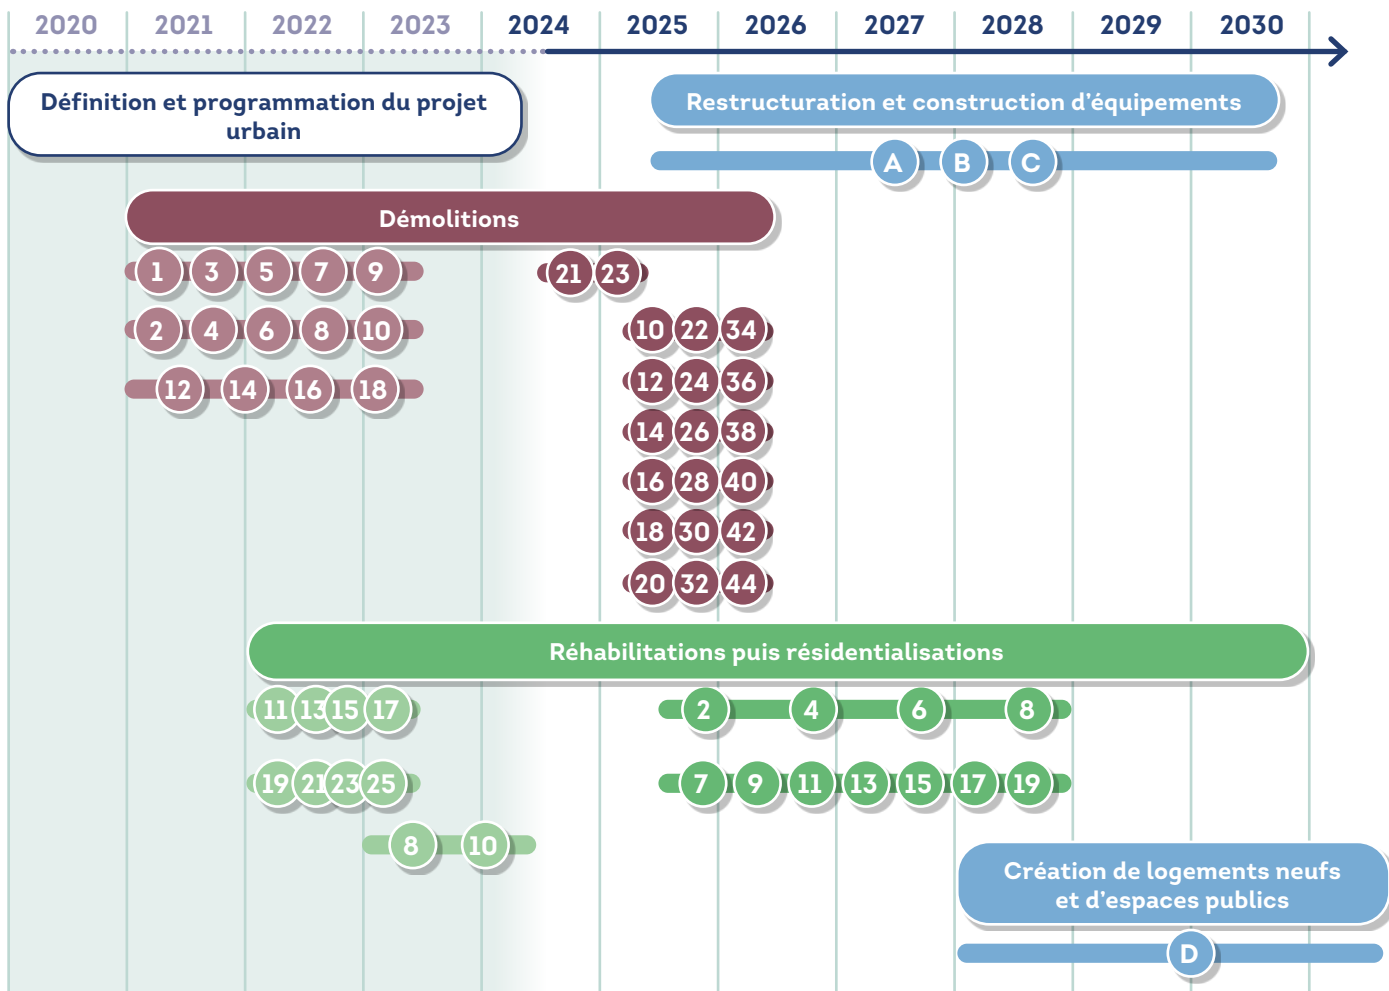 2020 2021 2022 2023 2024 2025 2026 2027 2028 2029 2030
Définition et programmation du projet
urbain
Restructuration et construction d'équipements
A B C
Démolitions
1 3 5 7 9 21 23
2 4 6 8 10 10 22 34
12 14 16 18 12 24 36
14 26 38
16 28 40
18 30 42
20 32 44
Réhabilitations puis résidentialisations
11 13 15 17 2 4 6 8
19 21 23 25 7 9 11 13 15 17 19
8 10
Création de logements neufs
et d'espaces publics
D